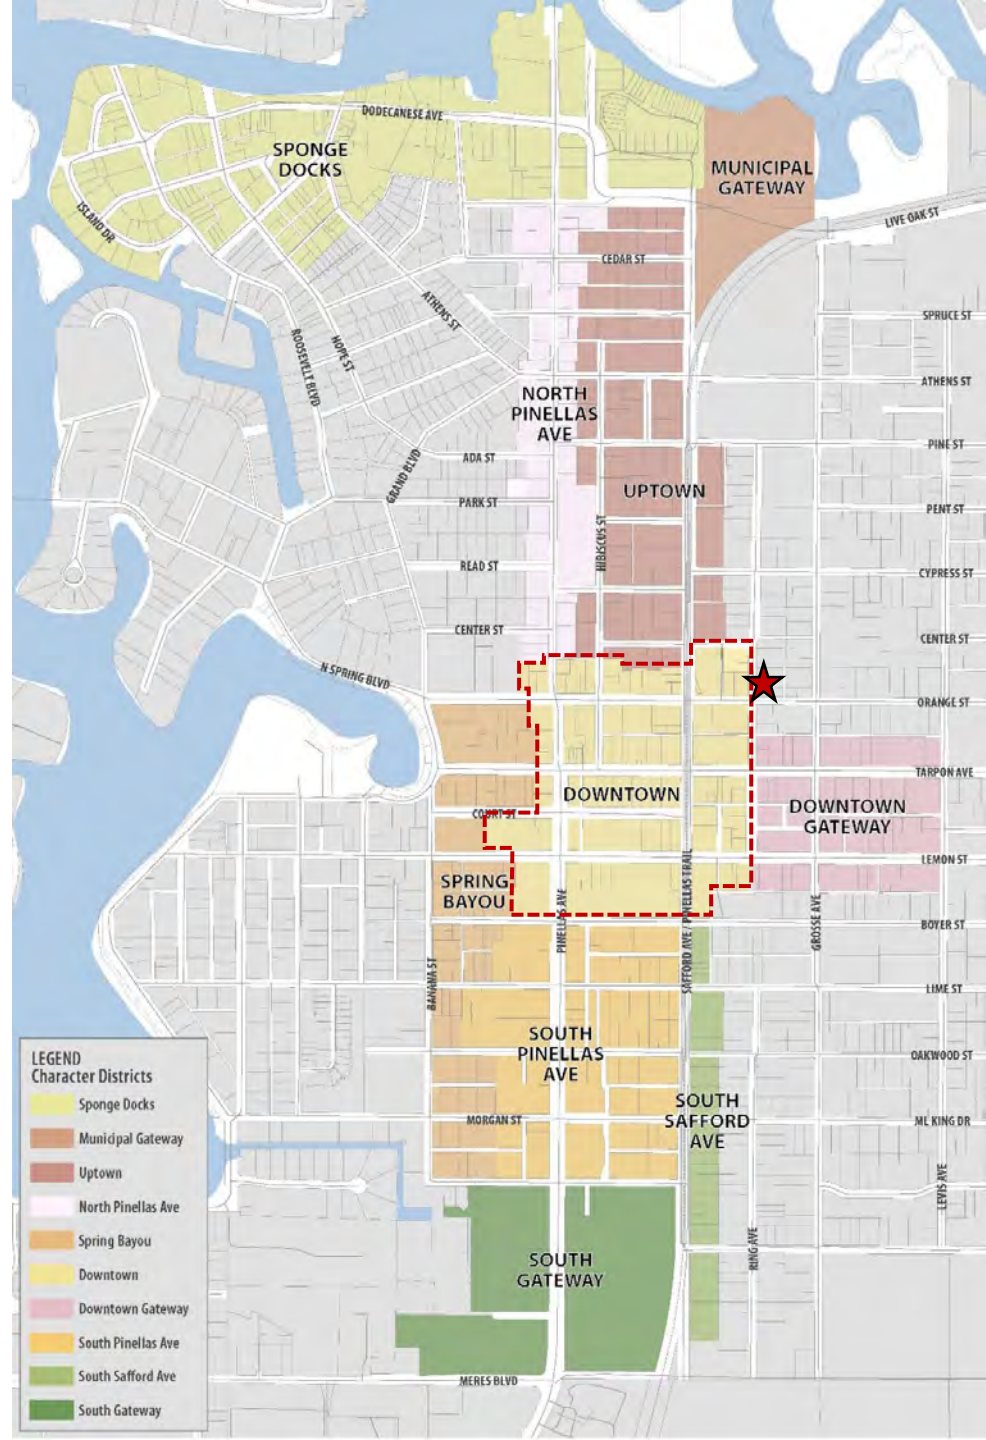 DODECANESE AVE
SPONGE
DOCKS
MUNICIPAL
GATEWAY
ISLAND DR
LIVE OAK ST
CEDAR ST
ATHENS ST
SPRUCE ST
ROOSEVELT BLVD
HOPE ST
ATHENS ST
NORTH
PINELLAS
AVE
PINE ST
ADA ST
GRAND BLVD
UPTOWN
PARK ST
PENT ST
HIBISCUS ST
READ ST
CYPRESS ST
CENTER ST
CENTER ST
N SPRING BLVD
ORANGE ST
TARPON AVE
DOWNTOWN
DOWNTOWN
GATEWAY
COURT ST
LEMON ST
SPRING
BAYOU
PINELLAS AVE
SAFFORD AVE / PINELLAS TRAIL
GROSSE AVE
BOYER ST
BANANA ST
LIME ST
SOUTH
PINELLAS
AVE
OAKWOOD ST
SOUTH
SAFFORD
AVE
MORGAN ST
ML KING DR
LEVIS AVE
RING AVE
SOUTH
GATEWAY
MERES BLVD
LEGEND
Character Districts
Sponge Docks
Municipal Gateway
Uptown
North Pinellas Ave
Spring Bayou
Downtown
Downtown Gateway
South Pinellas Ave
South Safford Ave
South Gateway